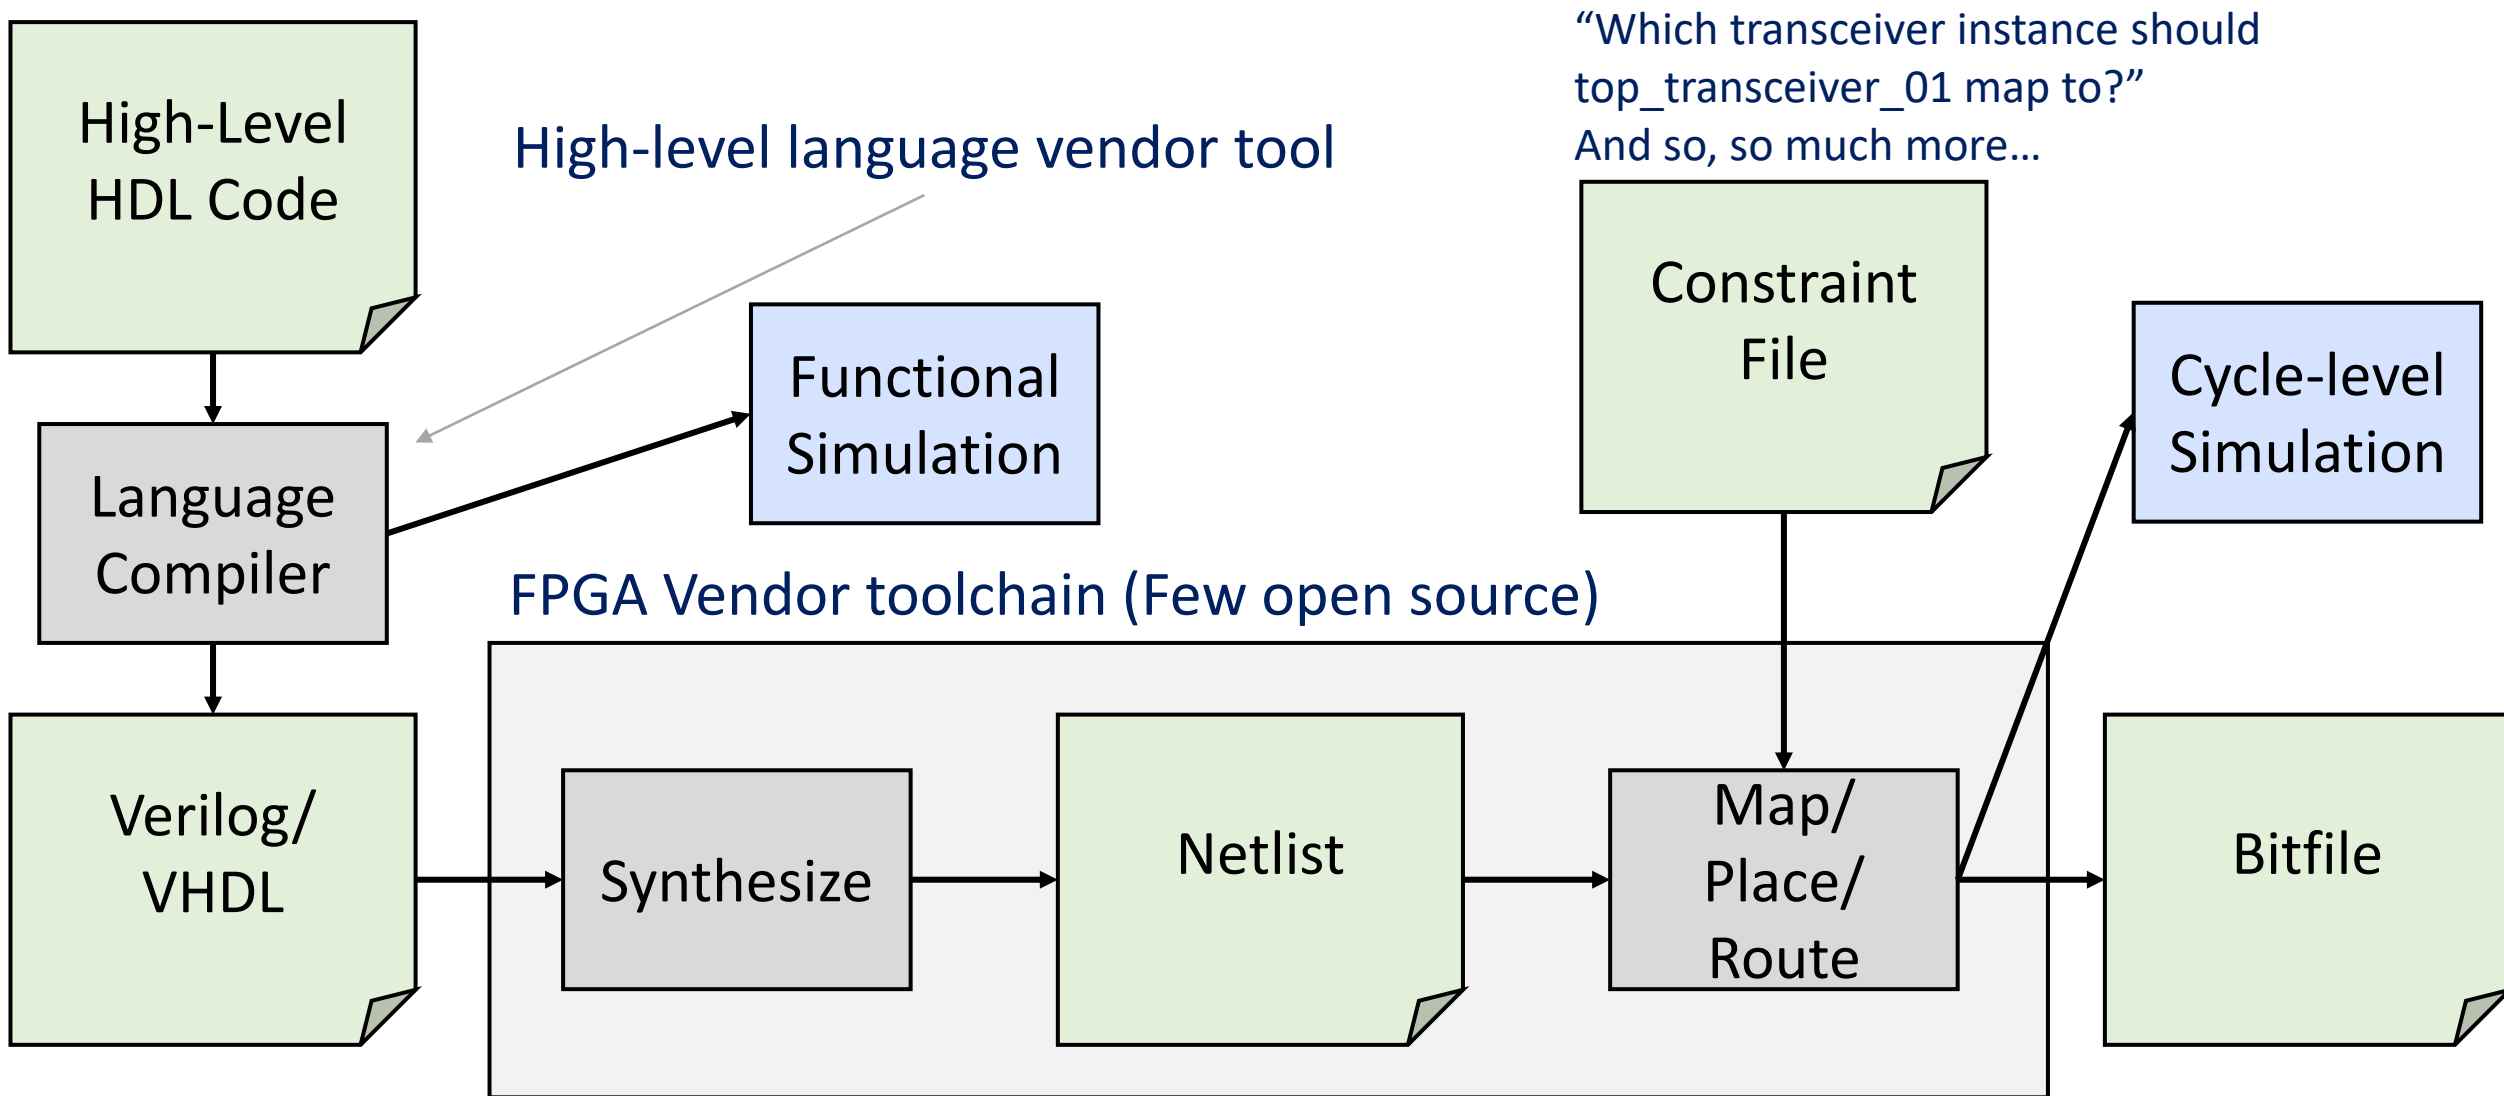 High-Level
HDL Code
High-level language vendor tool
“Which transceiver instance should
top_transceiver_01 map to?”
And so, so much more…
Constraint
File
Functional
Simulation
Cycle-level
Simulation
Language
Compiler
FPGA Vendor toolchain (Few open source)
Verilog/
VHDL
Synthesize
Netlist
Map/
Place/
Route
Bitfile